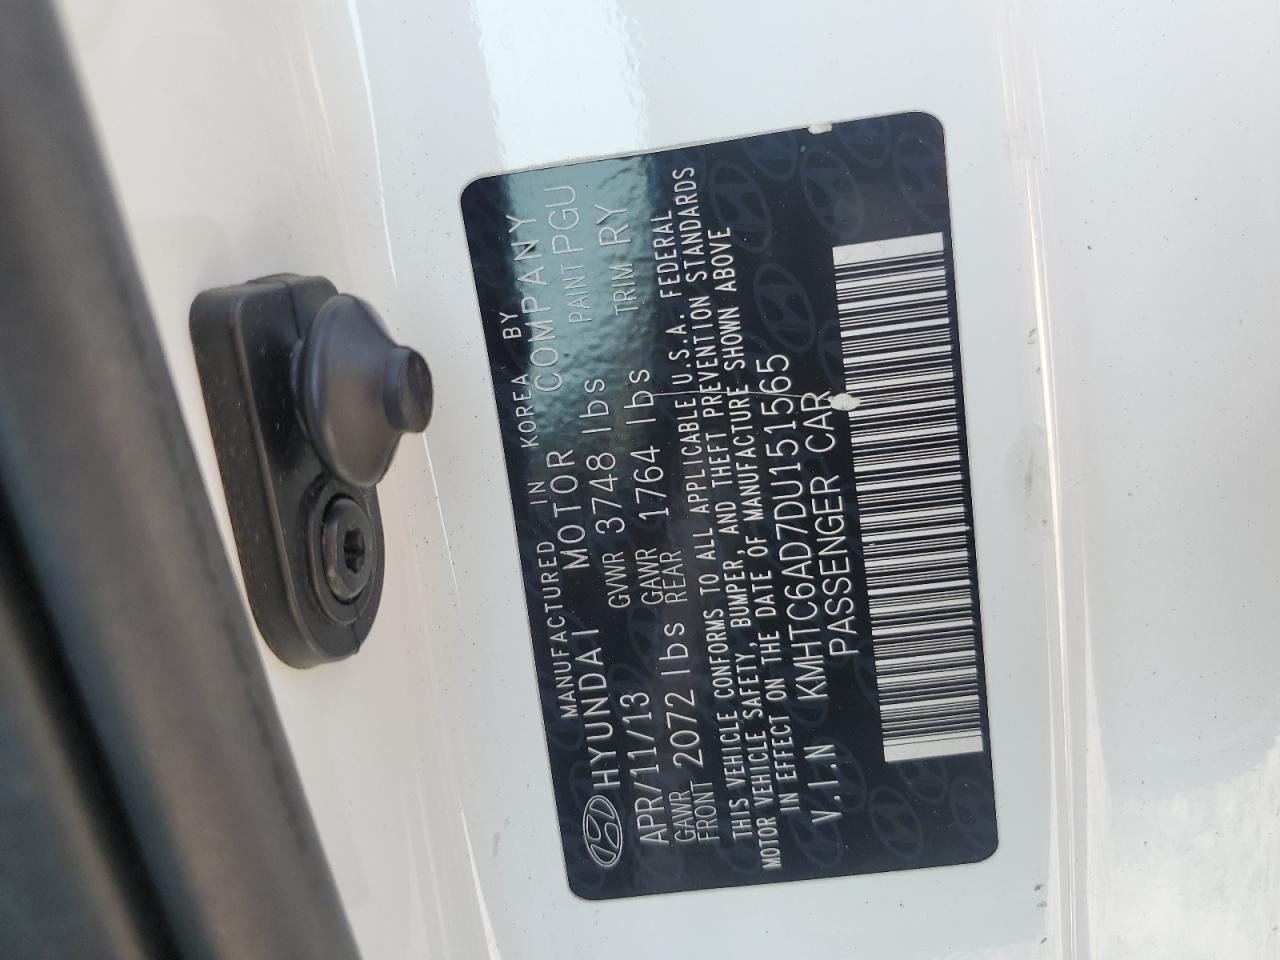 MANUFACTURED IN KOREA BY
HYUNDAI MOTOR COMPANY
APR/11/13 GVWR 3748 lbs PAINT PGU
GAWR FRONT 2072 lbs GAWR REAR 1764 lbs TRIM RY
THIS VEHICLE CONFORMS TO ALL APPLICABLE U.S.A. FEDERAL
MOTOR VEHICLE SAFETY, BUMPER, AND THEFT PREVENTION STANDARDS
IN EFFECT ON THE DATE OF MANUFACTURE SHOWN ABOVE
V.I.N KMHTC6AD7DU151565
PASSENGER CAR